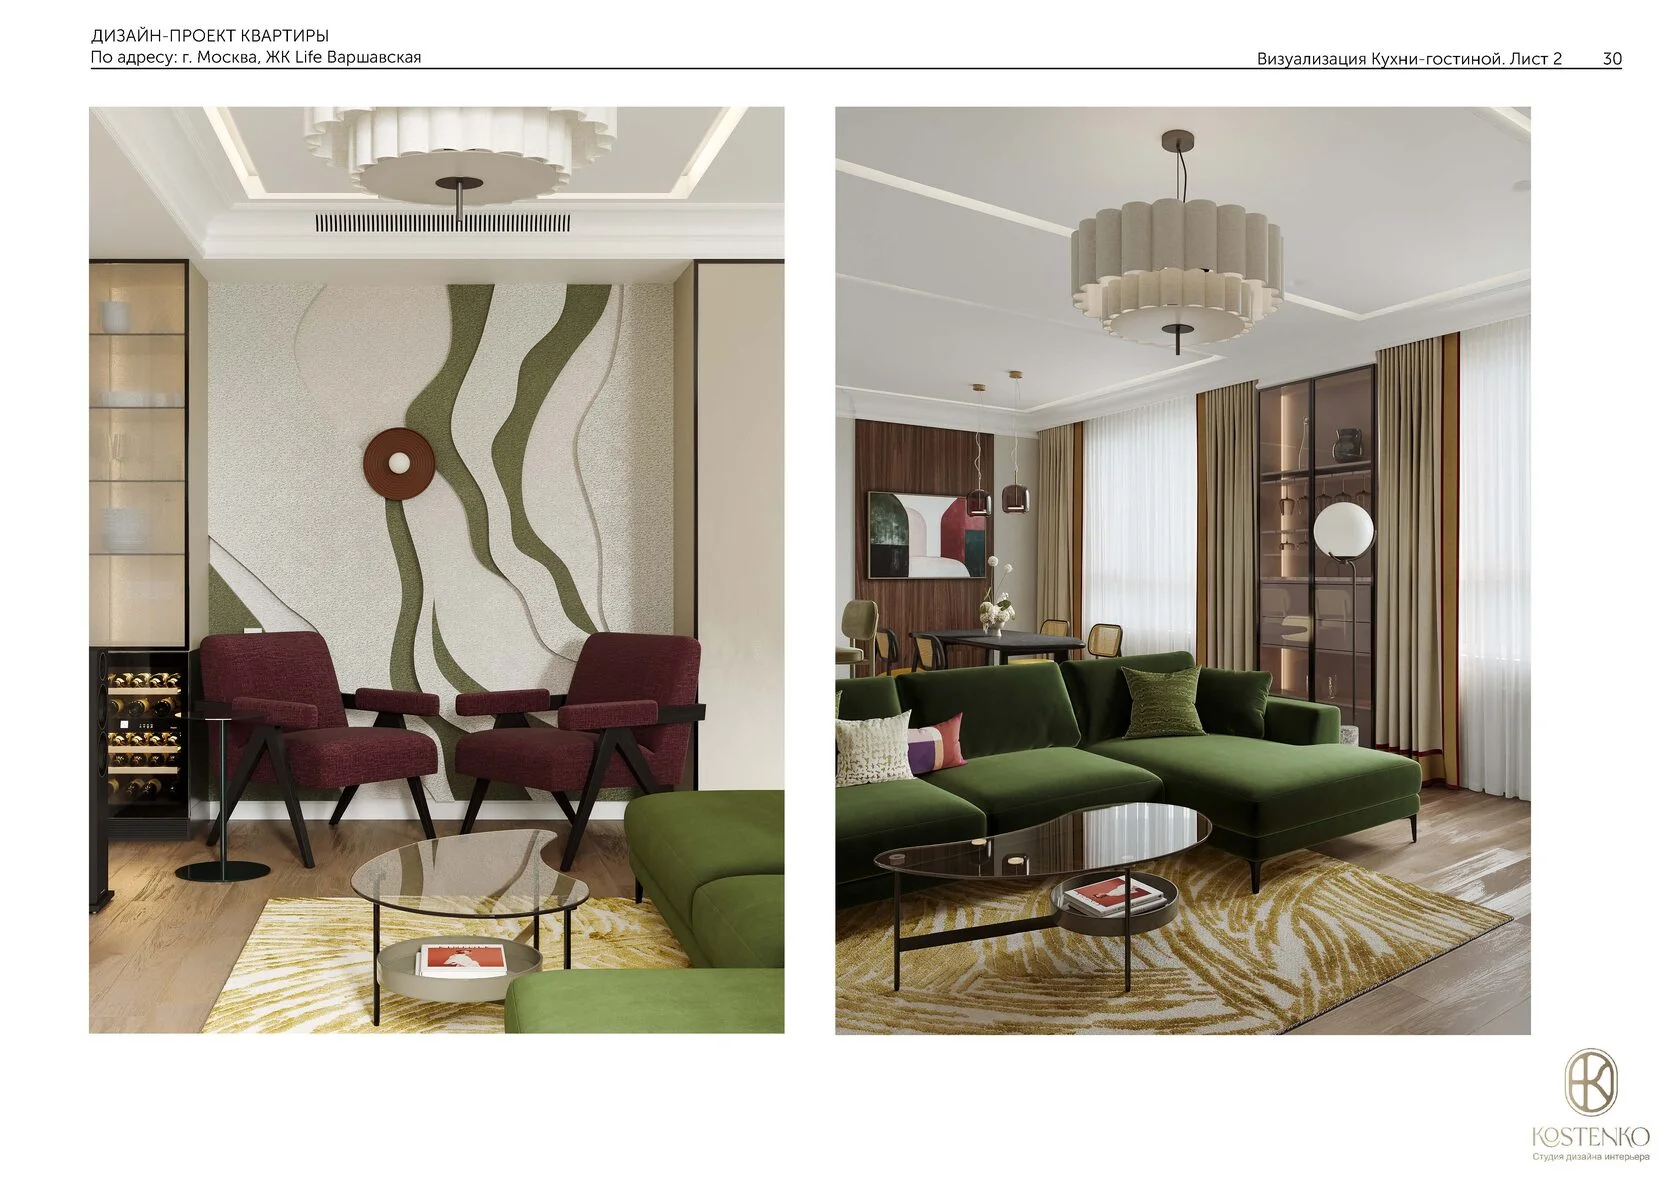 ДИЗАЙН-ПРОЕКТ КВАРТИРЫ
По адресу: г. Москва, ЖК Life Варшавская
Визуализация Кухни-гостиной. Лист 2 30
KOSTENKO
Студия дизайна интерьера